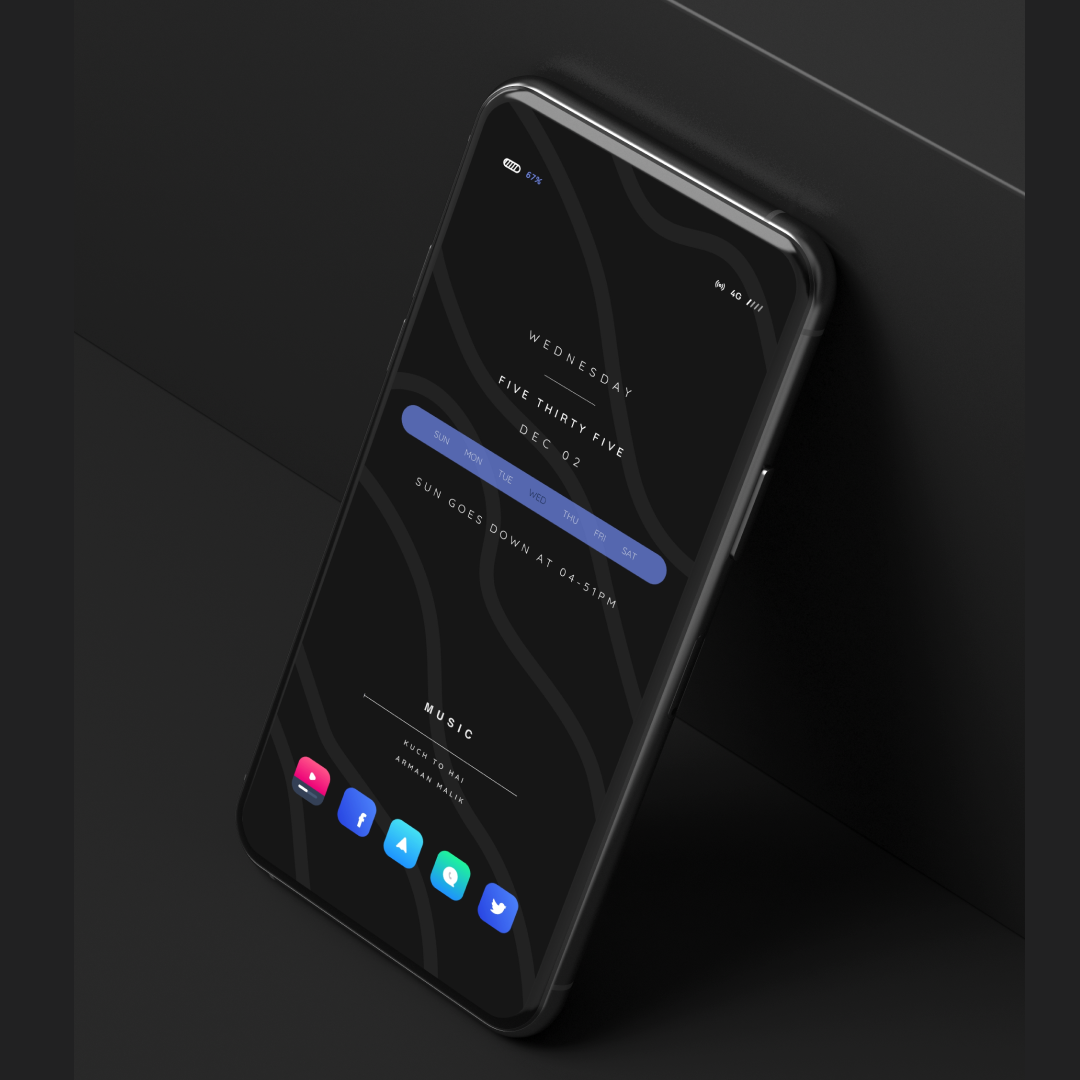 67%
4G
WEDNESDAY
FIVE THIRTY FIVE
DEC 02
SUN MON TUE WED THU FRI SAT
SUN GOES DOWN AT 04-51PM
MUSIC
KUCH TO HAI
ARMAAN MALIK